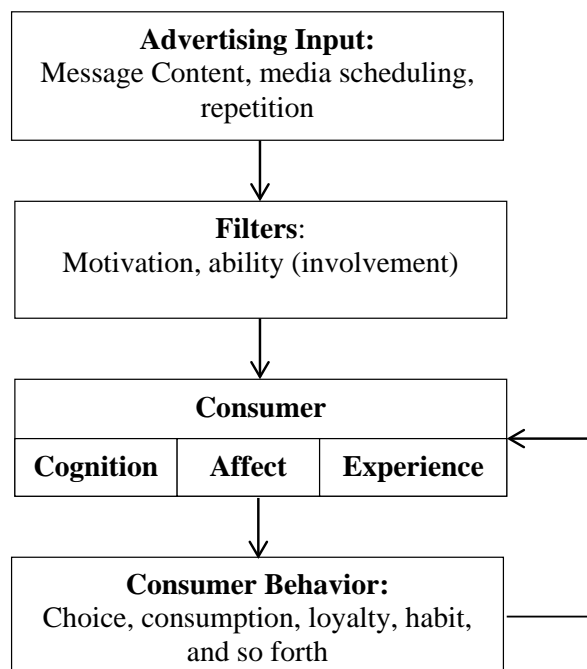 Advertising Input:
Message Content, media scheduling,
repetition
Filters:
Motivation, ability (involvement)
Consumer
Cognition Affect Experience
Consumer Behavior:
Choice, consumption, loyalty, habit,
and so forth